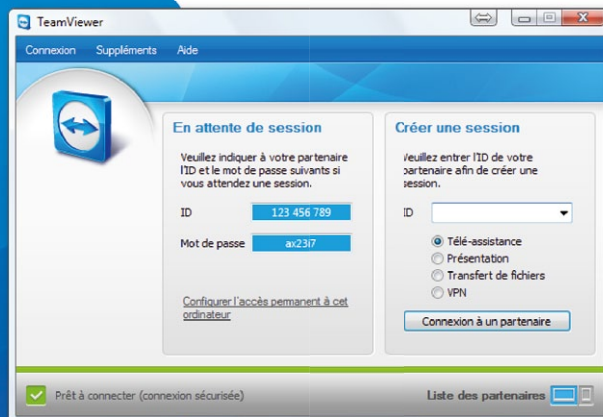 TeamViewer
Connexion Suppléments Aide
En attente de session
Veuillez indiquer à votre partenaire
l'ID et le mot de passe suivants si
vous attendez une session.
ID 123 456 789
Mot de passe ax23i7
Configurer l'accès permanent à cet
ordinateur
Créer une session
Veuillez entrer l'ID de votre
partenaire afin de créer une
session.
ID
Télé-assistance
Présentation
Transfert de fichiers
VPN
Connexion à un partenaire
Prêt à connecter (connexion sécurisée)
Liste des partenaires